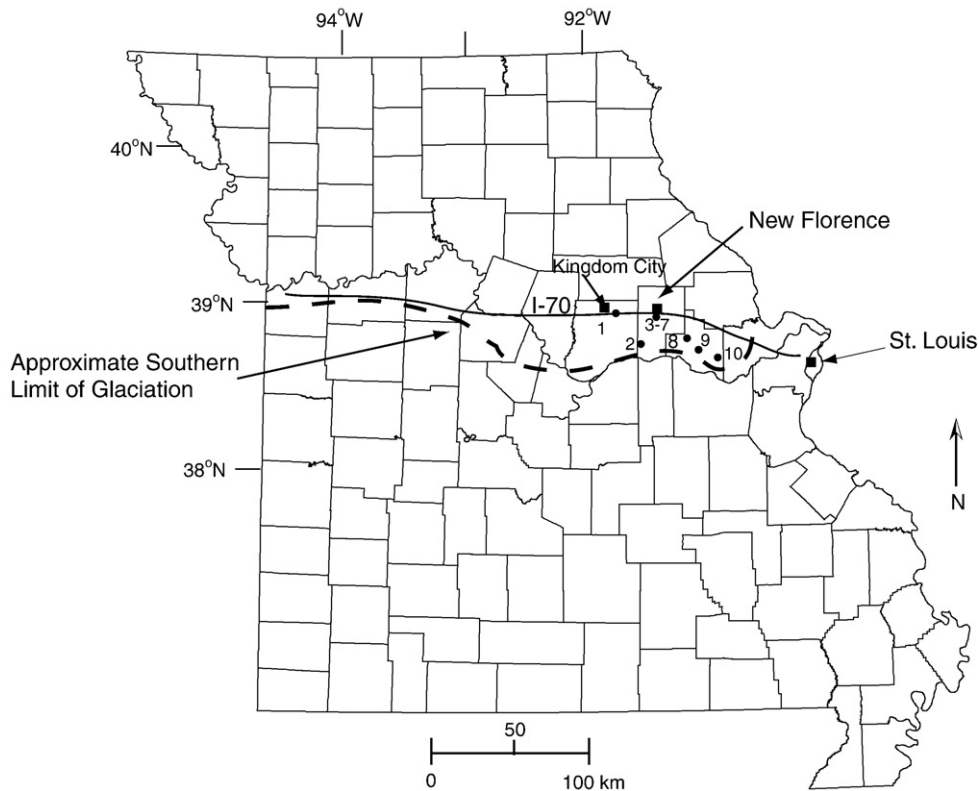 94°W
92°W
40°N
New Florence
Kingdom City
39°N
I-70
1
3-7
2
8
9
10
St. Louis
Approximate Southern
Limit of Glaciation
38°N
N
50
0
100 km